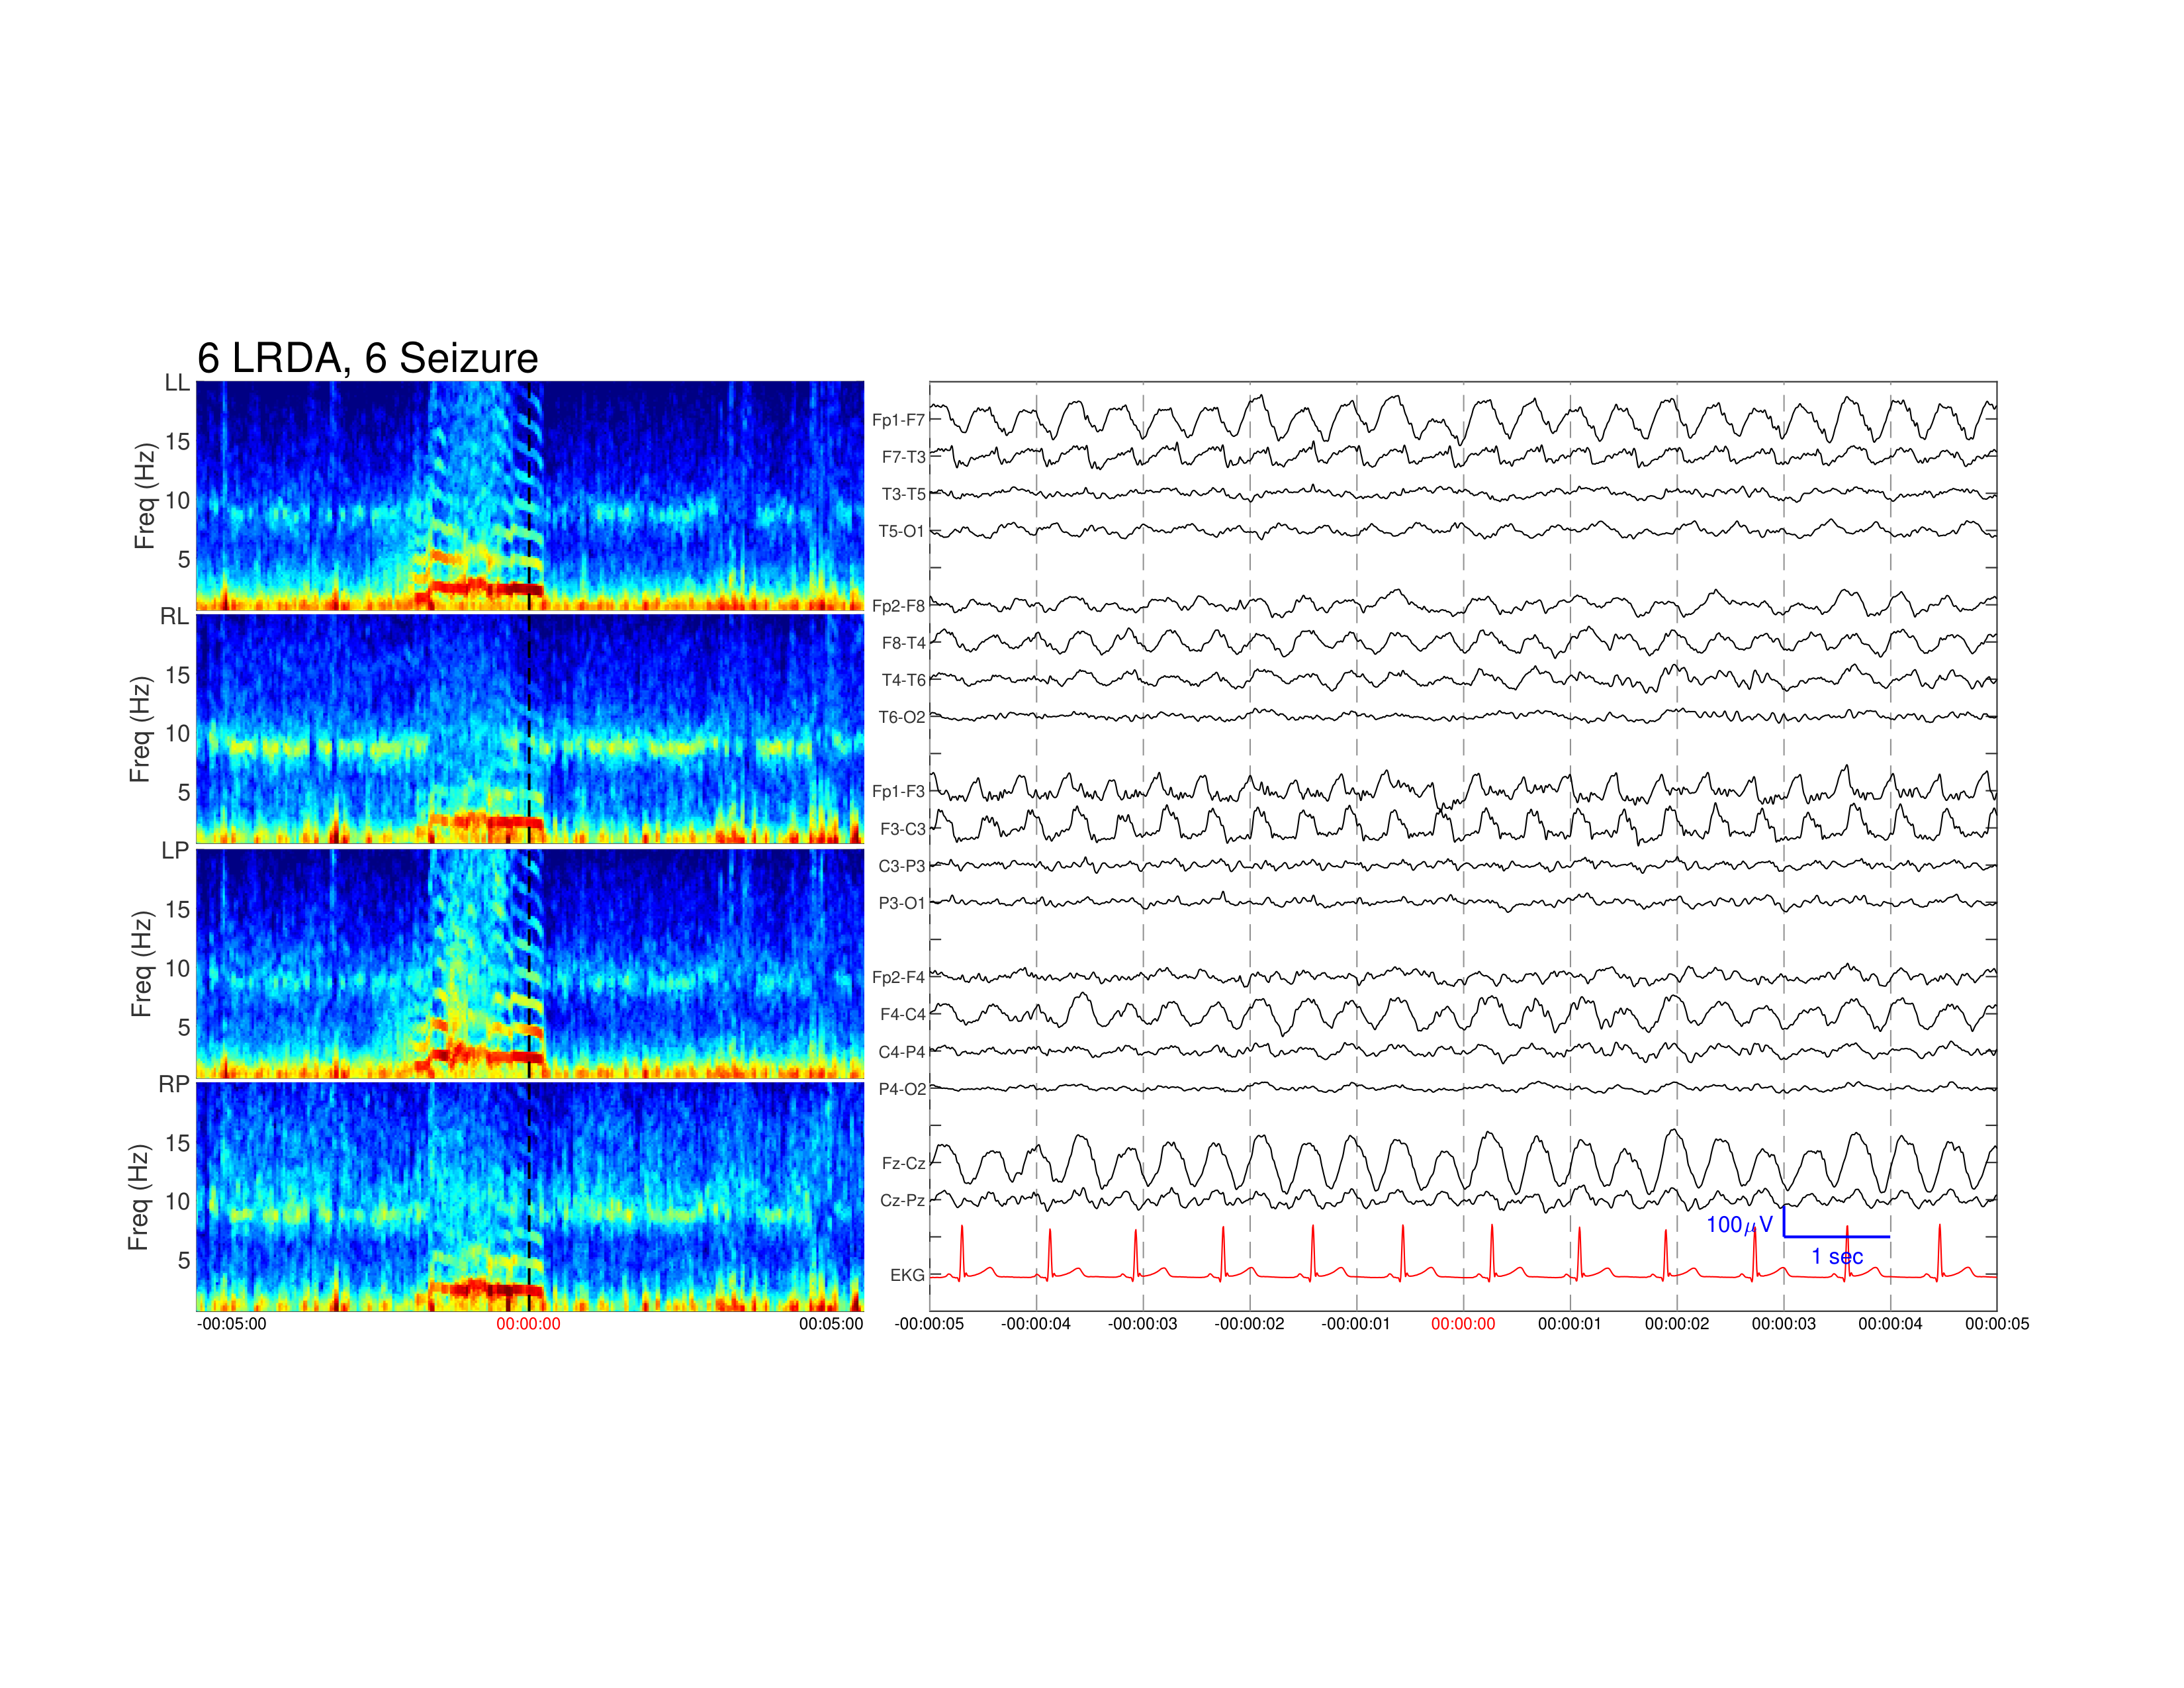 6 LRDA, 6 Seizure
LL
Freq (Hz)
15
10
5
RL
Freq (Hz)
15
10
5
LP
Freq (Hz)
15
10
5
RP
Freq (Hz)
15
10
5
-00:05:00
00:00:00
00:05:00
Fp1-F7
F7-T3
T3-T5
T5-O1
Fp2-F8
F8-T4
T4-T6
T6-O2
Fp1-F3
F3-C3
C3-P3
P3-O1
Fp2-F4
F4-C4
C4-P4
P4-O2
Fz-Cz
Cz-Pz
EKG
100μV
1 sec
-00:00:05
-00:00:04
-00:00:03
-00:00:02
-00:00:01
00:00:00
00:00:01
00:00:02
00:00:03
00:00:04
00:00:05